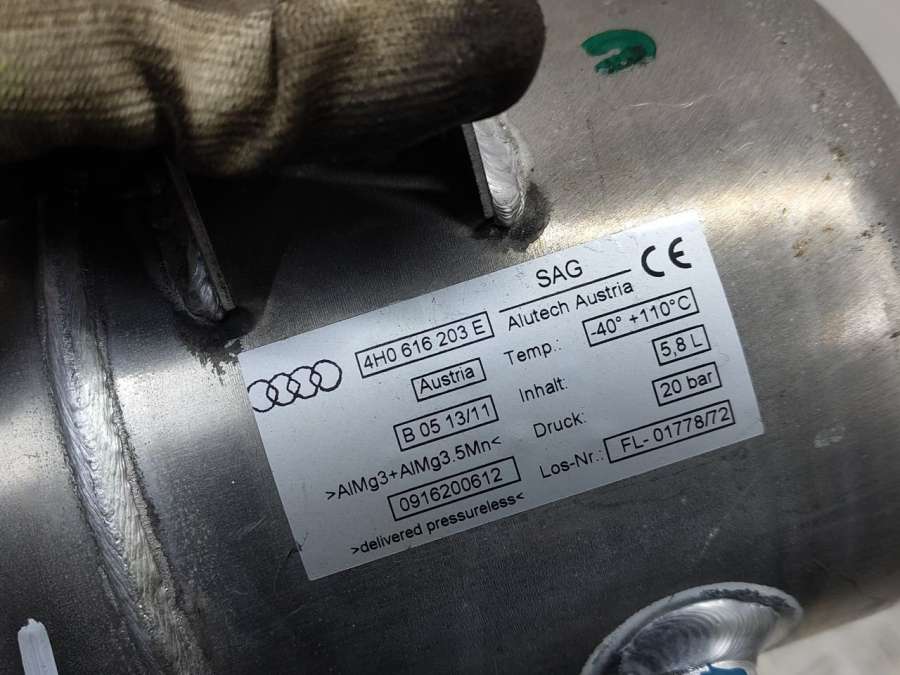 4H0 616 203 E
SAG
CE
Alutech Austria
Austria
Temp.: -40° +110°C
B 05 13/11
Inhalt: 5,8 L
>AlMg3+AlMg3.5Mn<
Druck: 20 bar
0916200612
Los-Nr.: FL- 01778/72
>delivered pressureless<